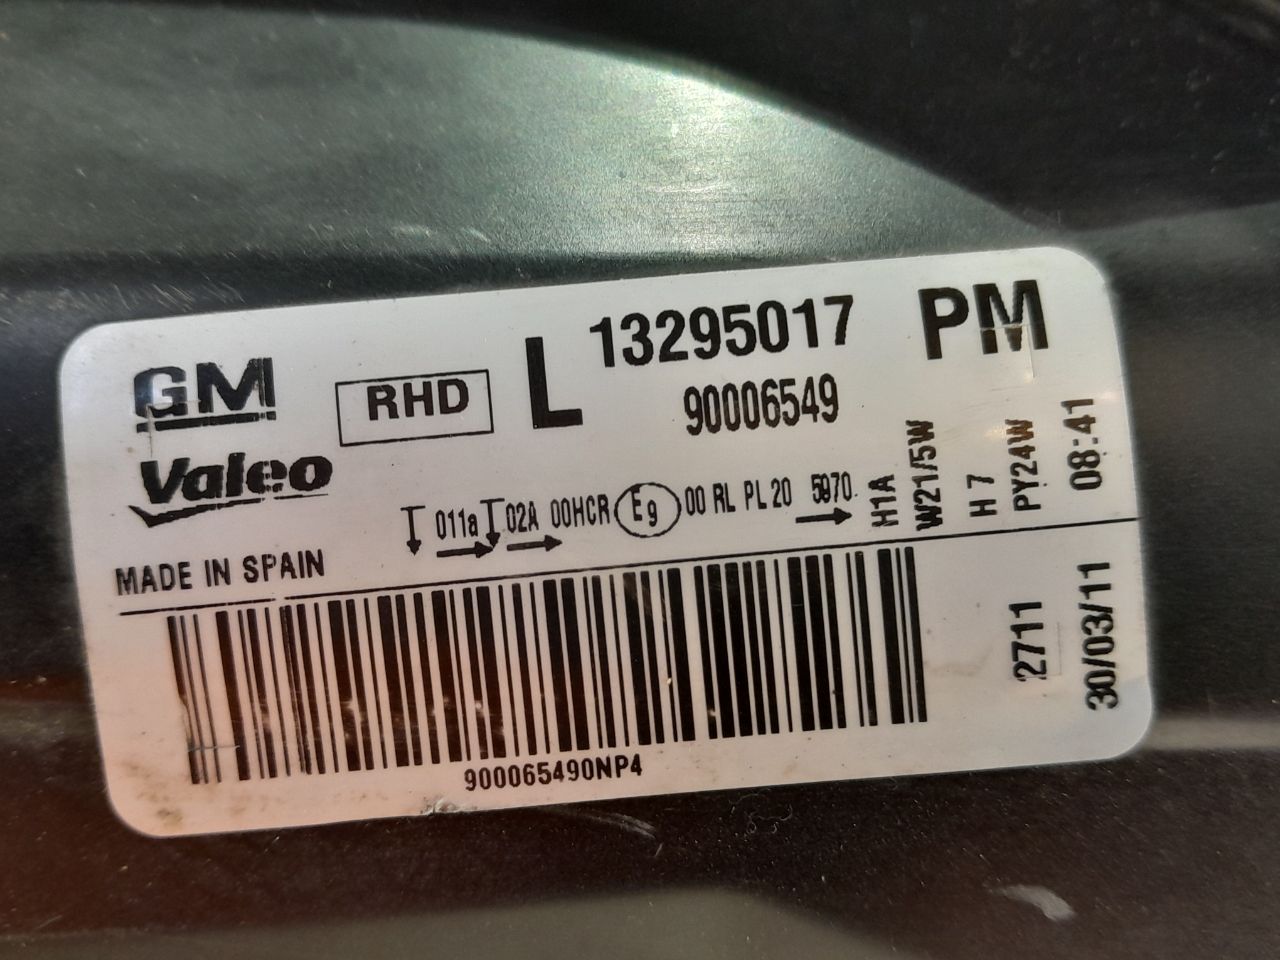 GM
Valeo
MADE IN SPAIN
RHD
L
13295017
90006549
PM
011a 02A 00HCR E9 00 RL PL 20 5970
H1A
W21/5W
H7
PY24W
08:41
2711
30/03/11
900065490NP4